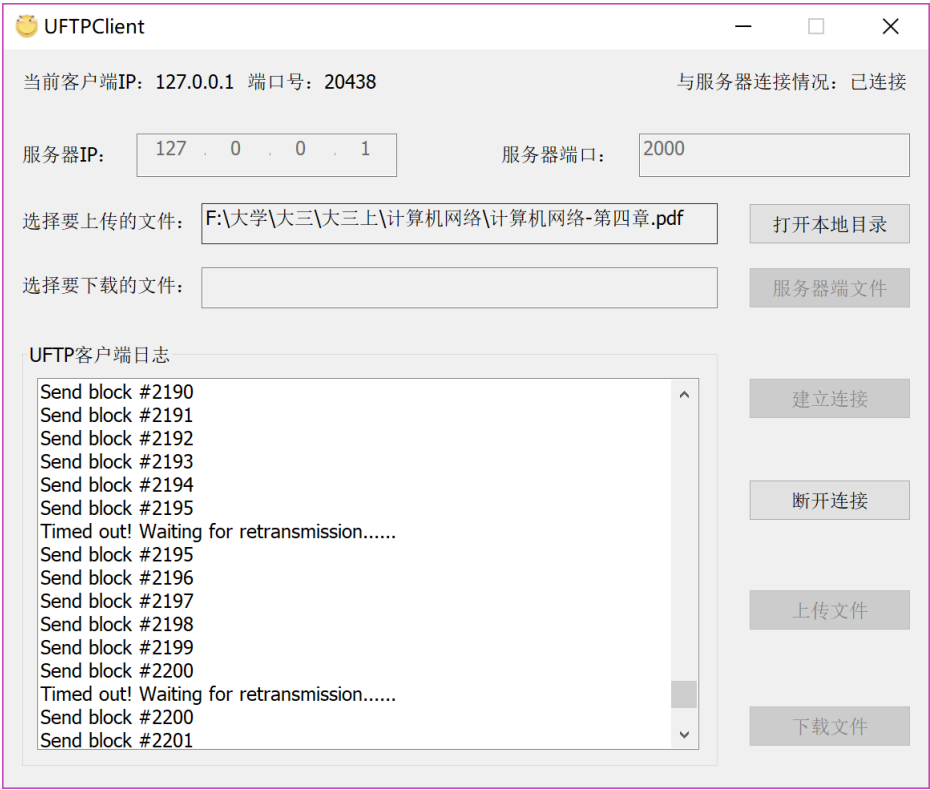 UFTPClient
当前客户端IP：127.0.0.1 端口号：20438 与服务器连接情况：已连接
服务器IP： 127 . 0 . 0 . 1 服务器端口： 2000
选择要上传的文件： F:\大学\大三\大三上\计算机网络\计算机网络-第四章.pdf 打开本地目录
选择要下载的文件： 服务器端文件
UFTP客户端日志
Send block #2190
Send block #2191
建立连接
Send block #2192
Send block #2193
Send block #2194
Send block #2195
断开连接
Timed out! Waiting for retransmission......
Send block #2195
Send block #2196
Send block #2197
Send block #2198
上传文件
Send block #2199
Send block #2200
Timed out! Waiting for retransmission......
Send block #2200
下载文件
Send block #2201